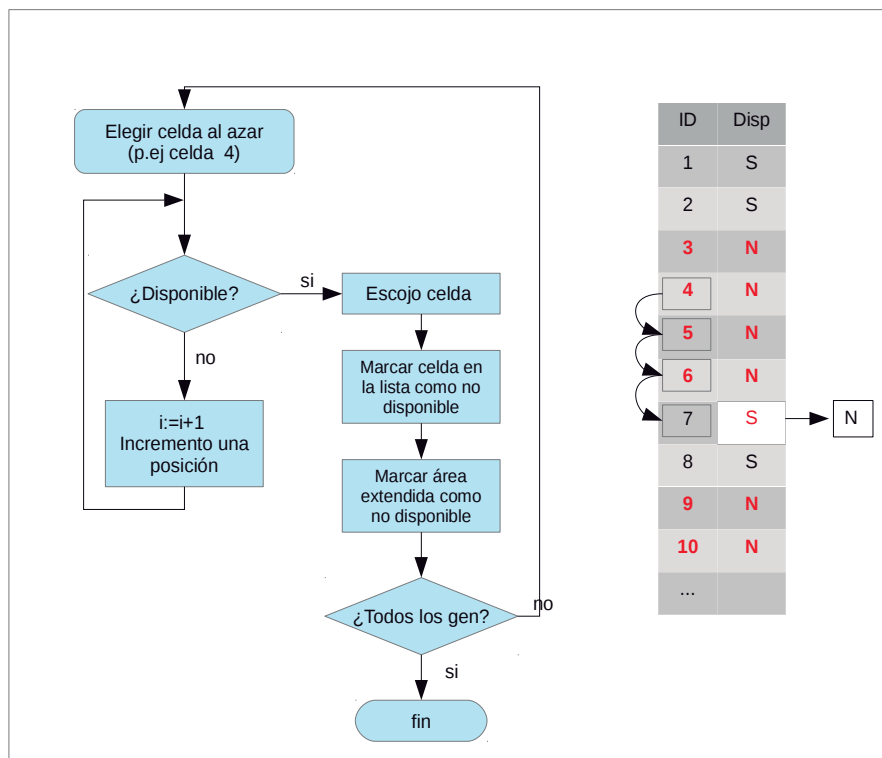 Elegir celda al azar
(p.ej celda 4)
¿Disponible?
si
no
i:=i+1
Incremento una
posición
Escojo celda
Marcar celda en
la lista como no
disponible
Marcar área
extendida como
no disponible
¿Todos los gen?
no
si
fin
ID Disp
1 S
2 S
3 N
4 N
5 N
6 N
7 S N
8 S
9 N
10 N
...